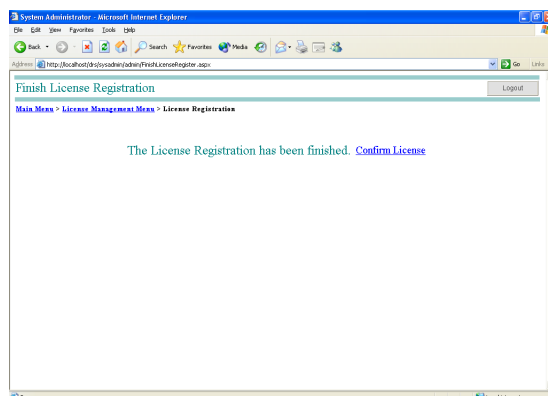 System Administrator - Microsoft Internet Explorer
File Edit View Favorites Tools Help
Back Search Favorites Media
Address http://localhost/drs/sysadmin/admin/FinishLicenseRegister.aspx Go Links
Finish License Registration Logout
Main Menu > License Management Menu > License Registration
The License Registration has been finished. Confirm License